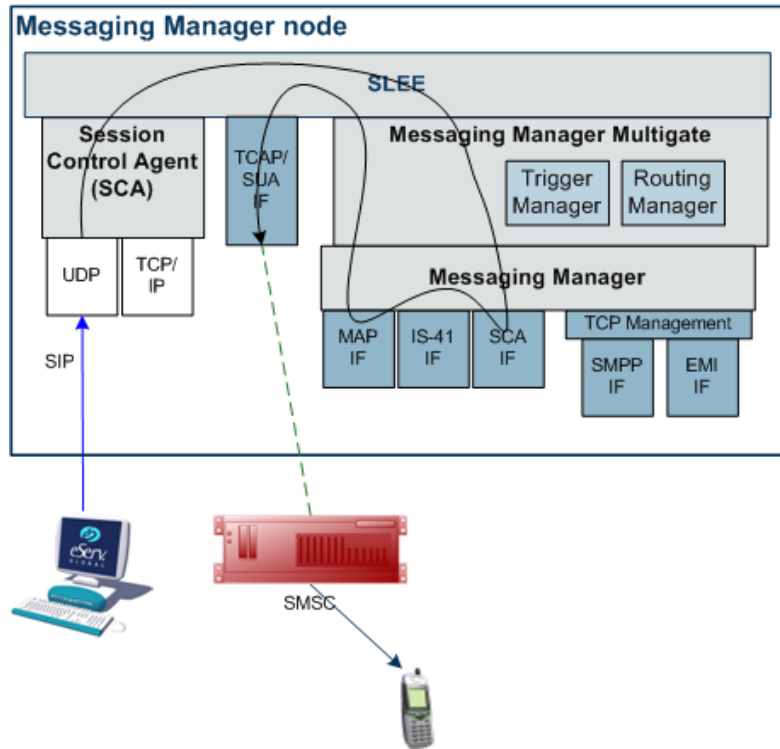 Messaging Manager node
SLEE
Session
Control Agent
(SCA)
TCAP/
SUA
IF
Messaging Manager Multigate
Trigger
Manager
Routing
Manager
UDP
TCP/
IP
Messaging Manager
MAP
IF
IS-41
IF
SCA
IF
TCP Management
SMPP
IF
EMI
IF
SIP
eServ
GLOBAL
SMSC